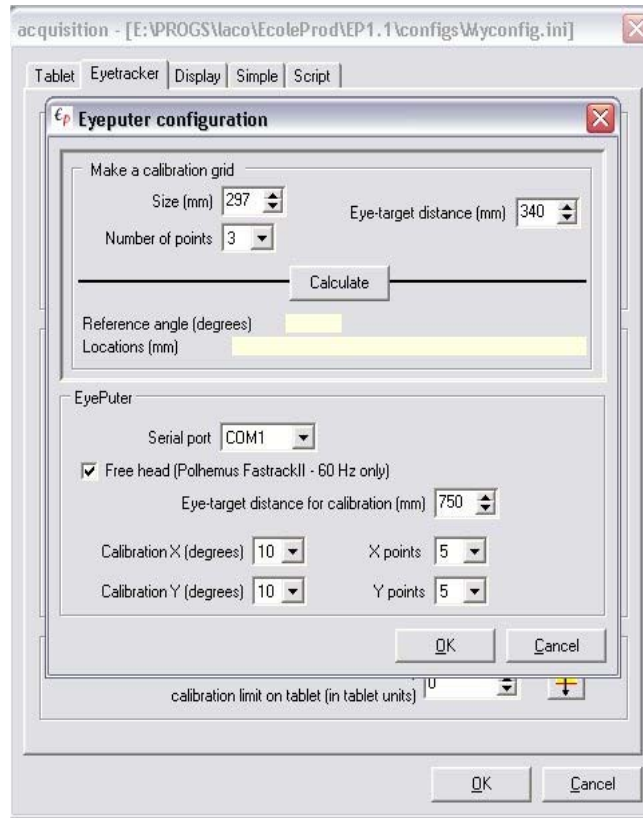 acquisition - [E:\PROGS\laco\EcoleProd\EP1.1\configs\Myconfig.ini]
Tablet Eyetracker Display Simple Script
Ep Eyeputer configuration
Make a calibration grid
Size (mm) 297
Eye-target distance (mm) 340
Number of points 3
Calculate
Reference angle (degrees)
Locations (mm)
EyePuter
Serial port COM1
Free head (Polhemus FastrackII - 60 Hz only)
Eye-target distance for calibration (mm) 750
Calibration X (degrees) 10 X points 5
Calibration Y (degrees) 10 Y points 5
OK Cancel
calibration limit on tablet (in tablet units) 0
OK Cancel